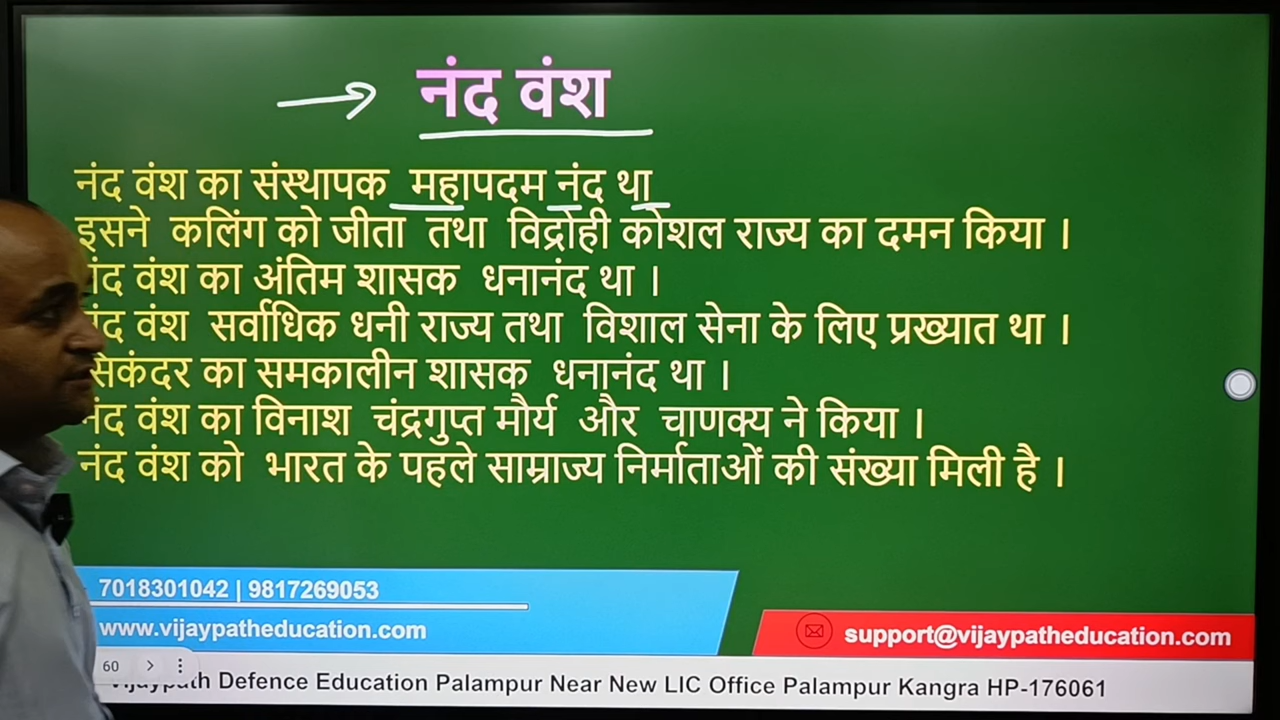 नंद वंश
नंद वंश का संस्थापक महापदम नंद था
इसने कलिंग को जीता तथा विद्रोही कोशल राज्य का दमन किया ।
नंद वंश का अंतिम शासक धनानंद था ।
नंद वंश सर्वाधिक धनी राज्य तथा विशाल सेना के लिए प्रख्यात था ।
सिकंदर का समकालीन शासक धनानंद था ।
नंद वंश का विनाश चंद्रगुप्त मौर्य और चाणक्य ने किया ।
नंद वंश को भारत के पहले साम्राज्य निर्माताओं की संख्या मिली है ।
7018301042 | 9817269053
www.vijaypatheducation.com
support@vijaypatheducation.com
60
Vijaypath Defence Education Palampur Near New LIC Office Palampur Kangra HP-176061